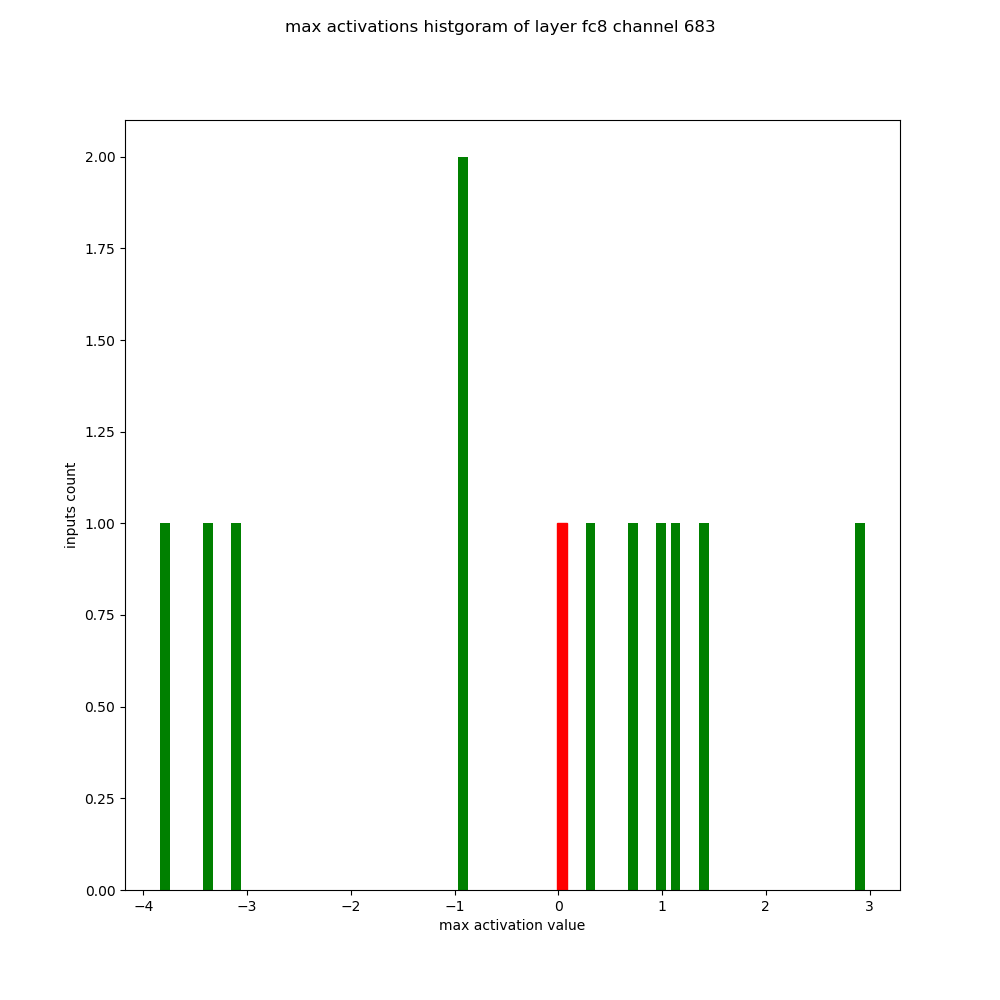 max activations histgoram of layer fc8 channel 683
2.00
1.75
1.50
1.25
1.00
0.75
0.50
0.25
0.00
inputs count
−4 −3 −2 −1 0 1 2 3
max activation value